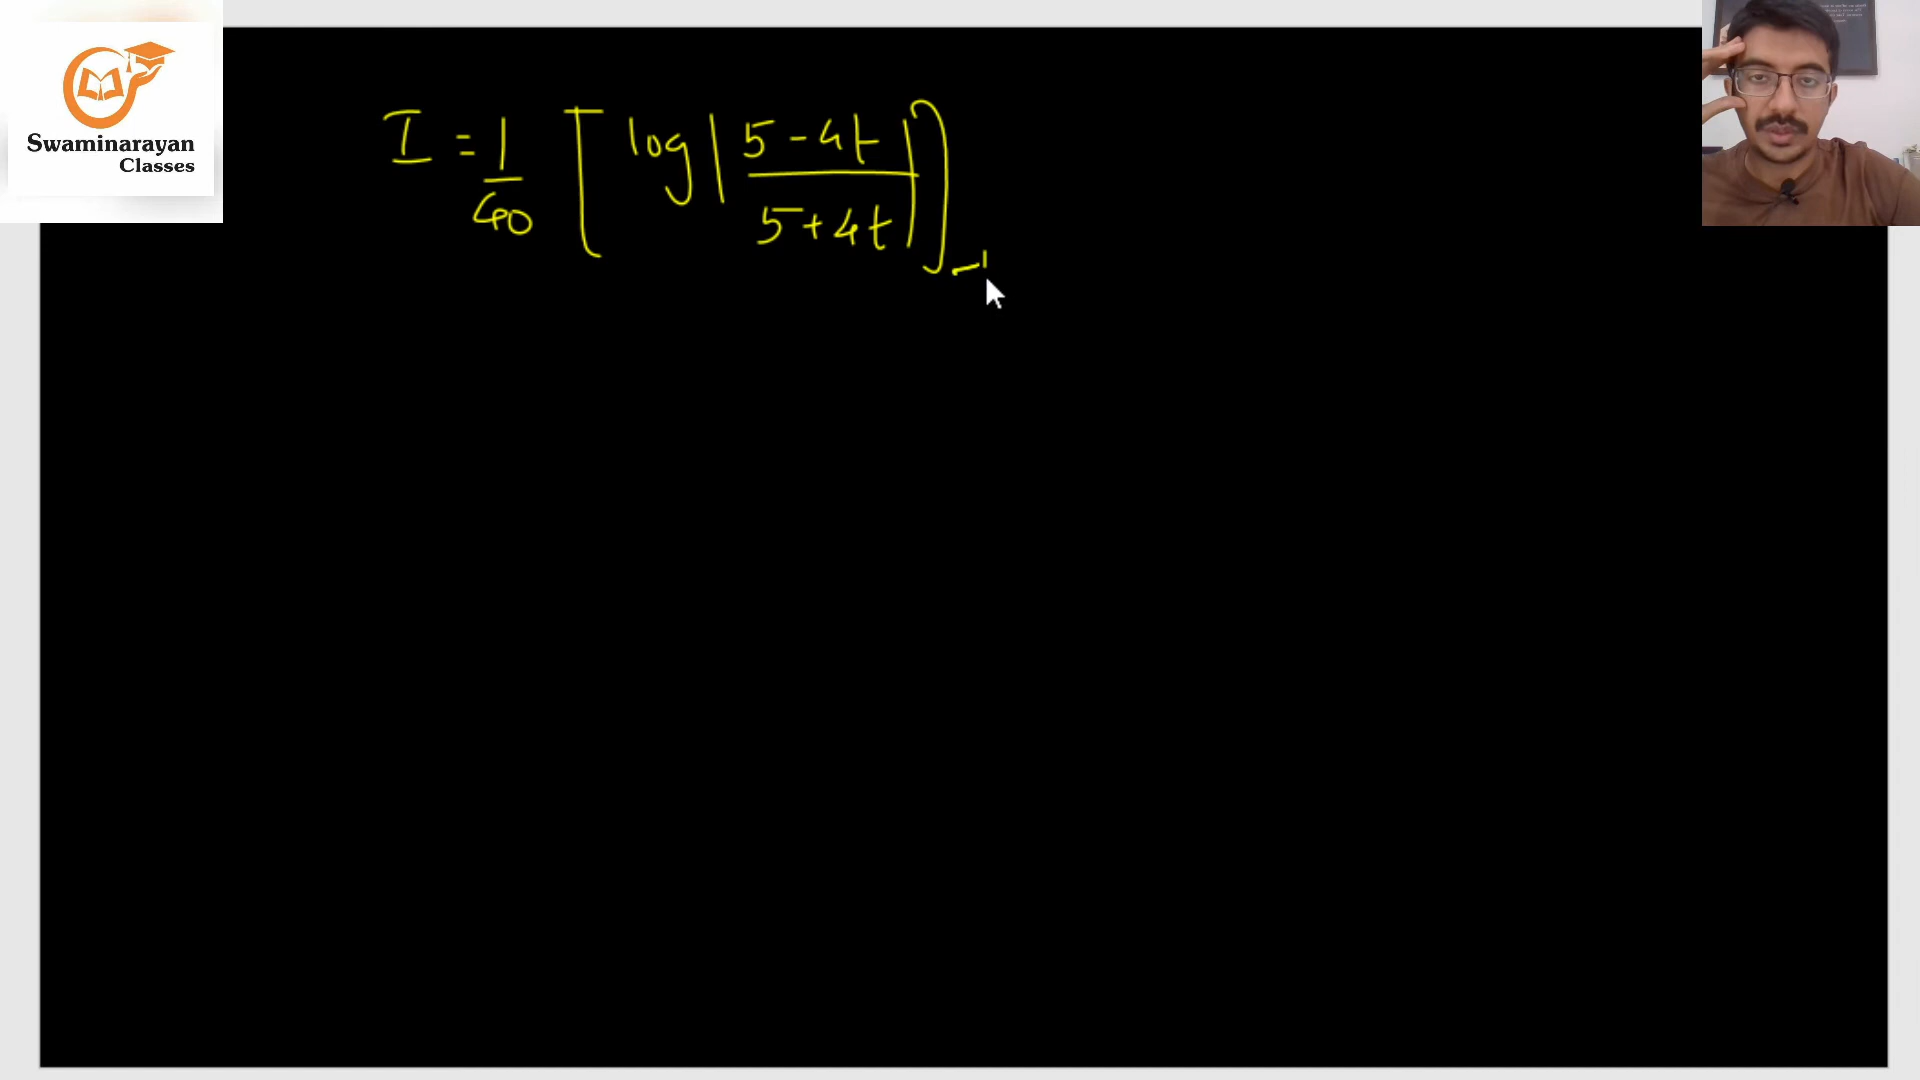 Swaminarayan
Classes
I = 1/40 [log |5-4t/5+4t|]_-1